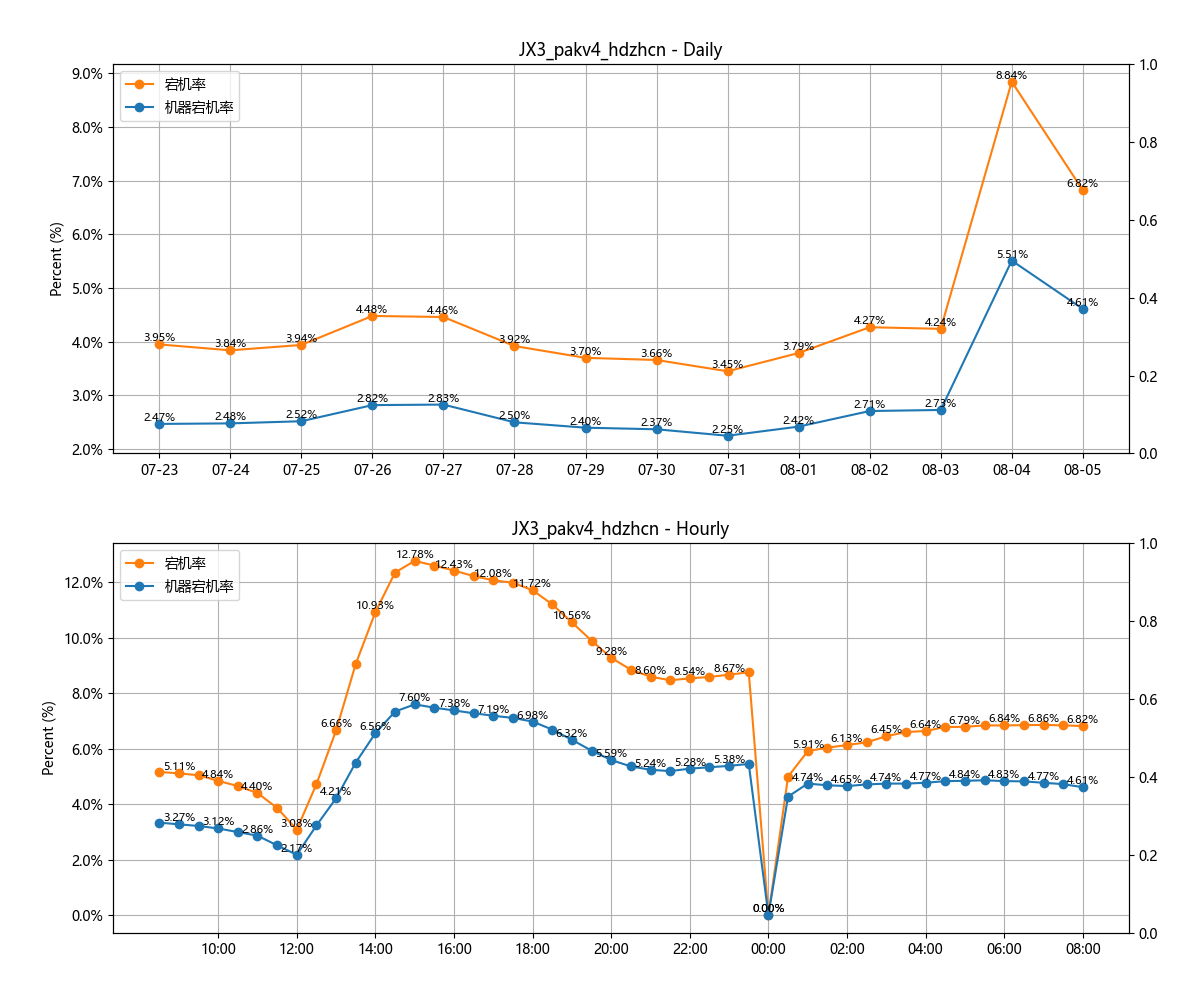 JX3_pakv4_hdzhcn - Daily
宕机率
机器宕机率
Percent (%)
9.0%
8.0%
7.0%
6.0%
5.0%
4.0%
3.0%
2.0%
1.0
0.8
0.6
0.4
0.2
0.0
3.95% 3.84% 3.94% 4.48% 4.46% 3.92% 3.70% 3.66% 3.45% 3.79% 4.27% 4.24% 8.84% 6.82%
2.47% 2.48% 2.52% 2.82% 2.83% 2.50% 2.40% 2.37% 2.25% 2.42% 2.71% 2.73% 5.51% 4.61%
07-23 07-24 07-25 07-26 07-27 07-28 07-29 07-30 07-31 08-01 08-02 08-03 08-04 08-05
JX3_pakv4_hdzhcn - Hourly
宕机率
机器宕机率
Percent (%)
12.0%
10.0%
8.0%
6.0%
4.0%
2.0%
0.0%
1.0
0.8
0.6
0.4
0.2
0.0
5.11% 4.84% 4.40% 3.08% 6.66% 10.93% 12.78% 12.43% 12.08% 11.72% 10.56% 9.28% 8.60% 8.54% 8.67% 0.00% 5.91% 6.13% 6.45% 6.64% 6.79% 6.84% 6.86% 6.82%
3.27% 3.12% 2.86% 2.17% 4.21% 6.56% 7.60% 7.38% 7.19% 6.98% 6.32% 5.59% 5.24% 5.28% 5.38% 0.00% 4.74% 4.65% 4.74% 4.77% 4.84% 4.83% 4.77% 4.61%
10:00 12:00 14:00 16:00 18:00 20:00 22:00 00:00 02:00 04:00 06:00 08:00